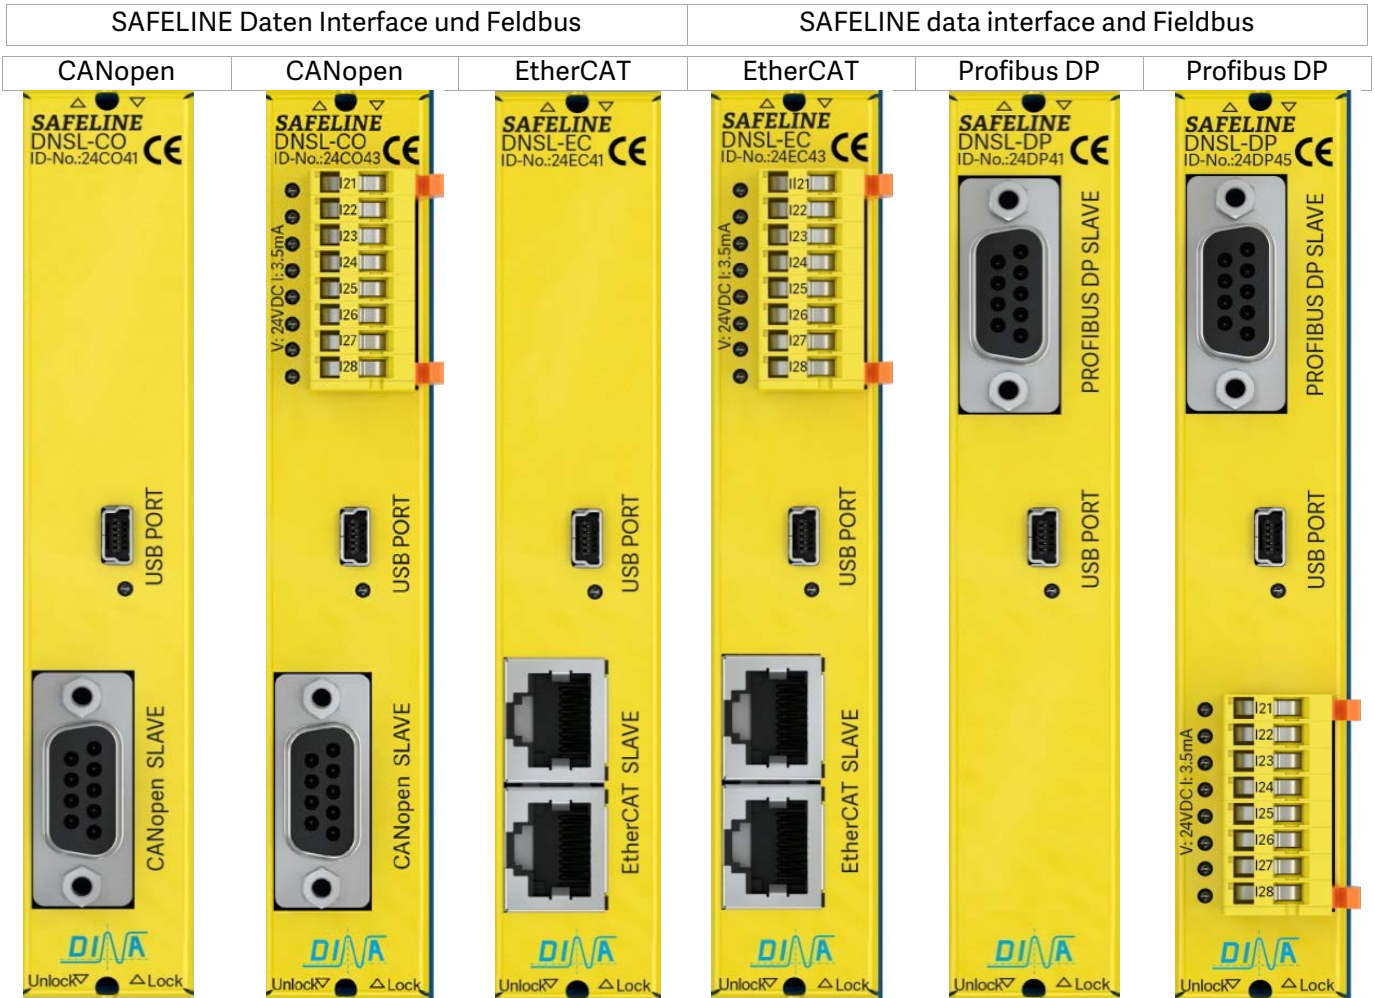 SAFELINE Daten Interface und Feldbus
SAFELINE data interface and Fieldbus
CANopen
CANopen
EtherCAT
EtherCAT
Profibus DP
Profibus DP
SAFELINE
DNSL-CO
ID-No.:24CO41
CE
USB PORT
CANopen SLAVE
DINA
Unlock
Lock
SAFELINE
DNSL-CO
ID-No.:24CO43
CE
I21
I22
I23
I24
I25
I26
I27
I28
V: 24VDC I: 3.5mA
USB PORT
CANopen SLAVE
DINA
Unlock
Lock
SAFELINE
DNSL-EC
ID-No.:24EC41
CE
USB PORT
EtherCAT SLAVE
DINA
Unlock
Lock
SAFELINE
DNSL-EC
ID-No.:24EC43
CE
II21
I22
I23
I24
I25
I26
I27
I28
V: 24VDC I: 3.5mA
USB PORT
EtherCAT SLAVE
DINA
Unlock
Lock
SAFELINE
DNSL-DP
ID-No.:24DP41
CE
PROFIBUS DP SLAVE
USB PORT
DINA
Unlock
Lock
SAFELINE
DNSL-DP
ID-No.:24DP45
CE
PROFIBUS DP SLAVE
USB PORT
I21
I22
I23
I24
I25
I26
I27
I28
V: 24VDC I: 3.5mA
DINA
Unlock
Lock